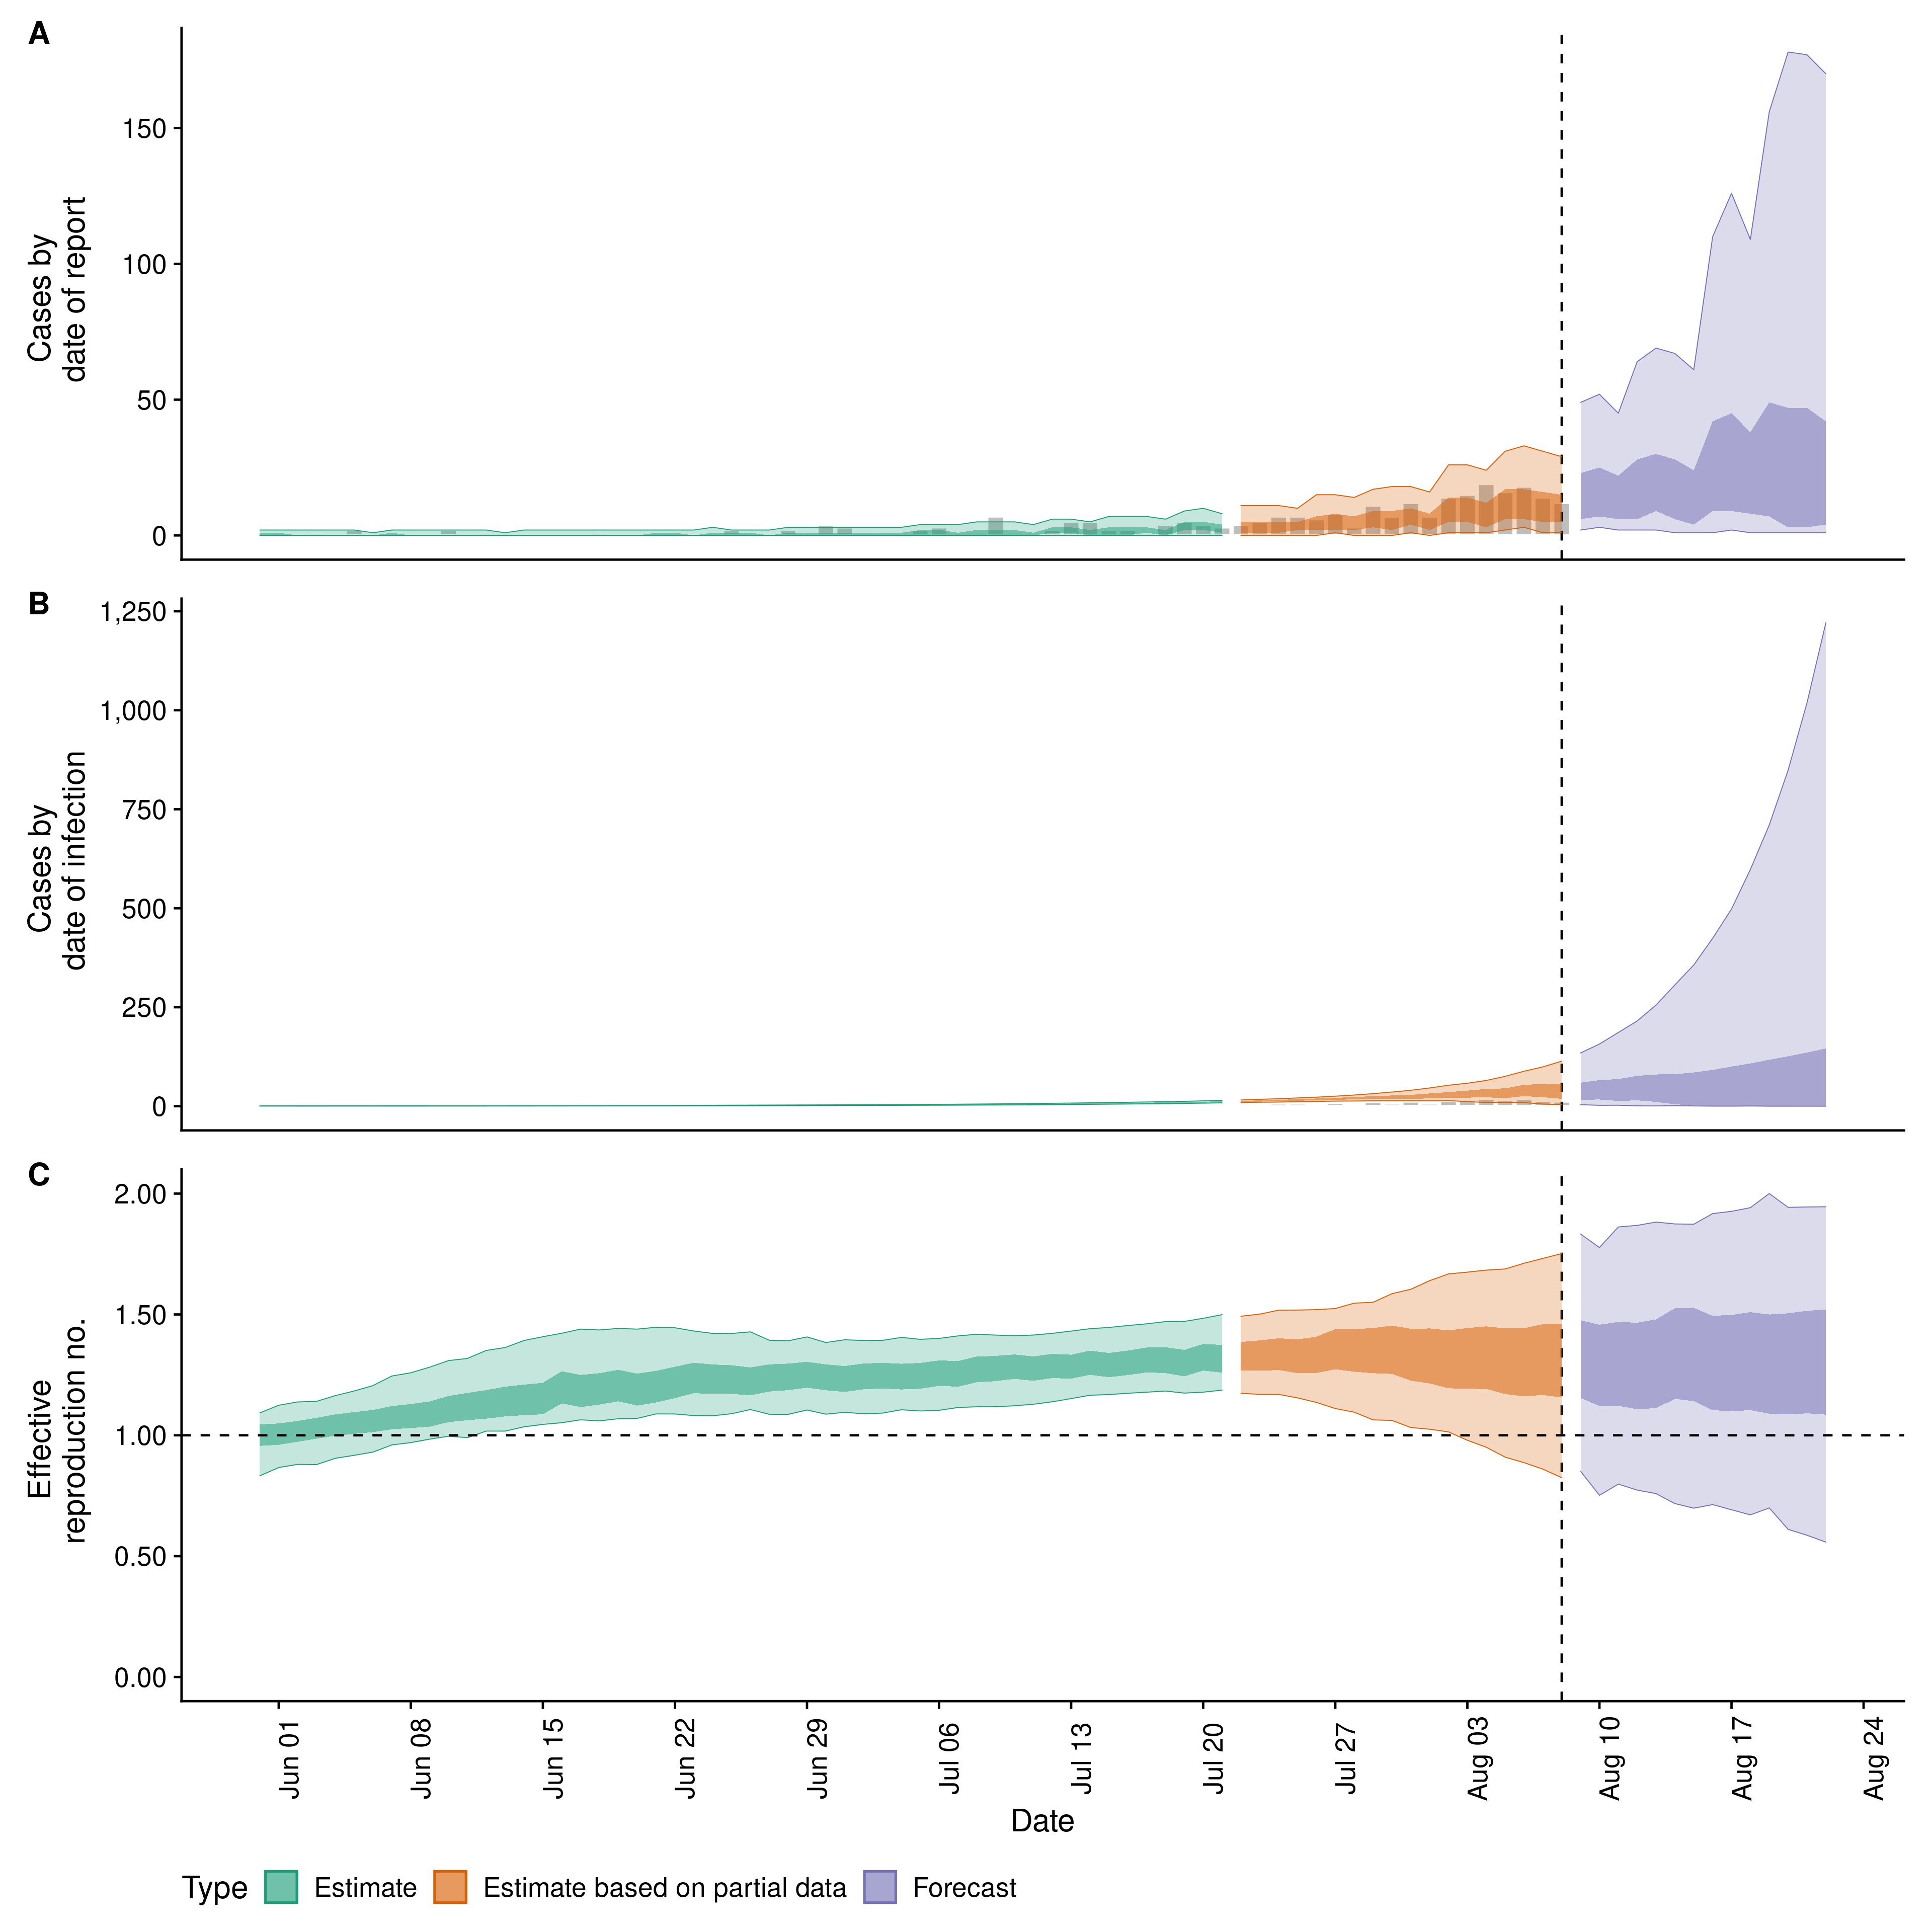 A
Cases by
date of report
150
100
50
0
B
Cases by
date of infection
1,250
1,000
750
500
250
0
C
Effective
reproduction no.
2.00
1.50
1.00
0.50
0.00
Jun 01
Jun 08
Jun 15
Jun 22
Jun 29
Jul 06
Jul 13
Jul 20
Jul 27
Aug 03
Aug 10
Aug 17
Aug 24
Date
Type Estimate Estimate based on partial data Forecast